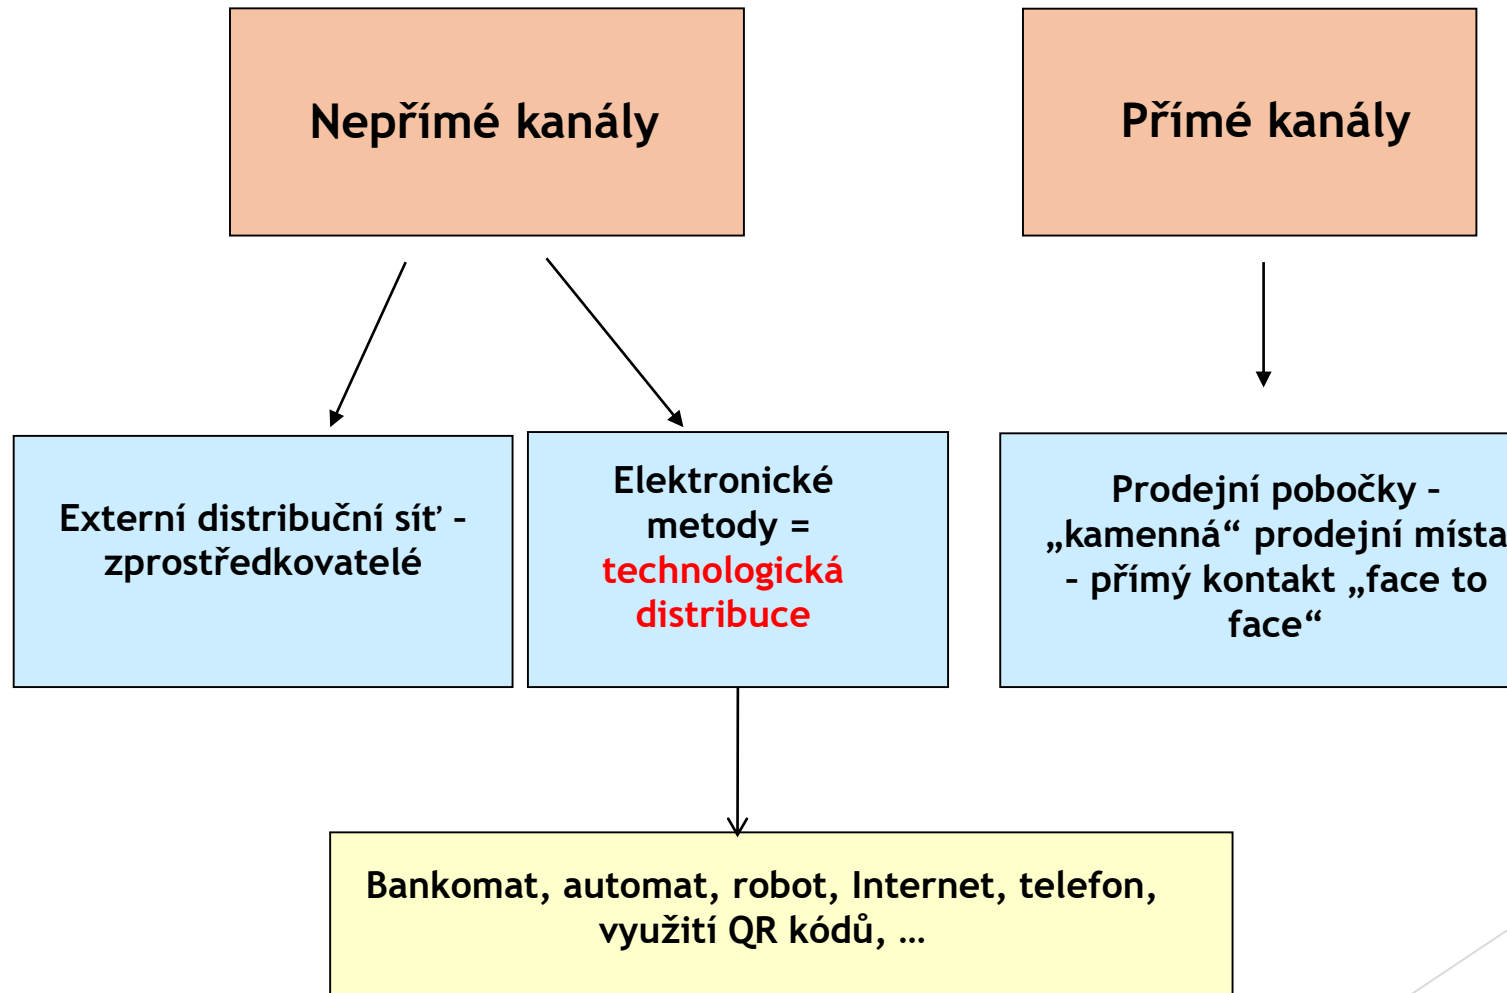 Nepřímé kanály
Přímé kanály
Externí distribuční síť –
zprostředkovatelé
Elektronické
metody =
technologická
distribuce
Prodejní pobočky –
„kamenná“ prodejní místa
– přímý kontakt „face to
face“
Bankomat, automat, robot, Internet, telefon,
využití QR kódů, …